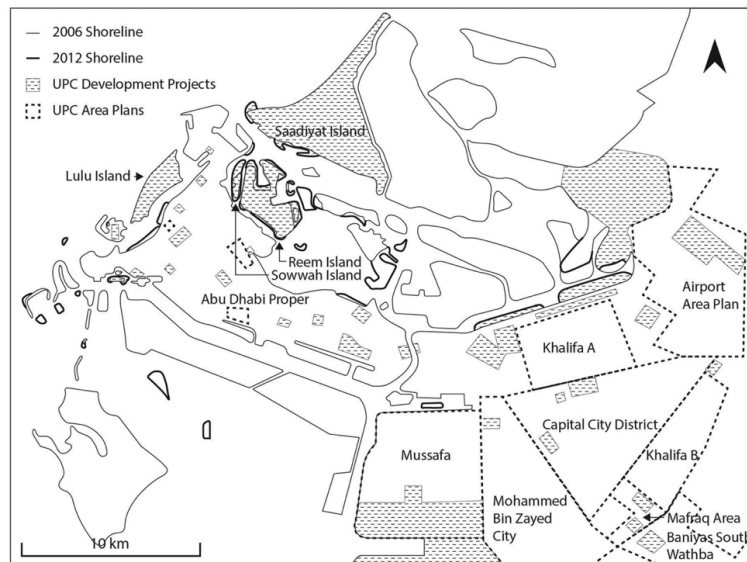 2006 Shoreline
2012 Shoreline
UPC Development Projects
UPC Area Plans
Saadiyat Island
Lulu Island
Reem Island
Sowwah Island
Abu Dhabi Proper
Airport
Area Plan
Khalifa A
Capital City District
Khalifa B
Mussafa
Mohammed
Bin Zayed
City
Mafraq Area
Baniyas South
Wathba
10 km